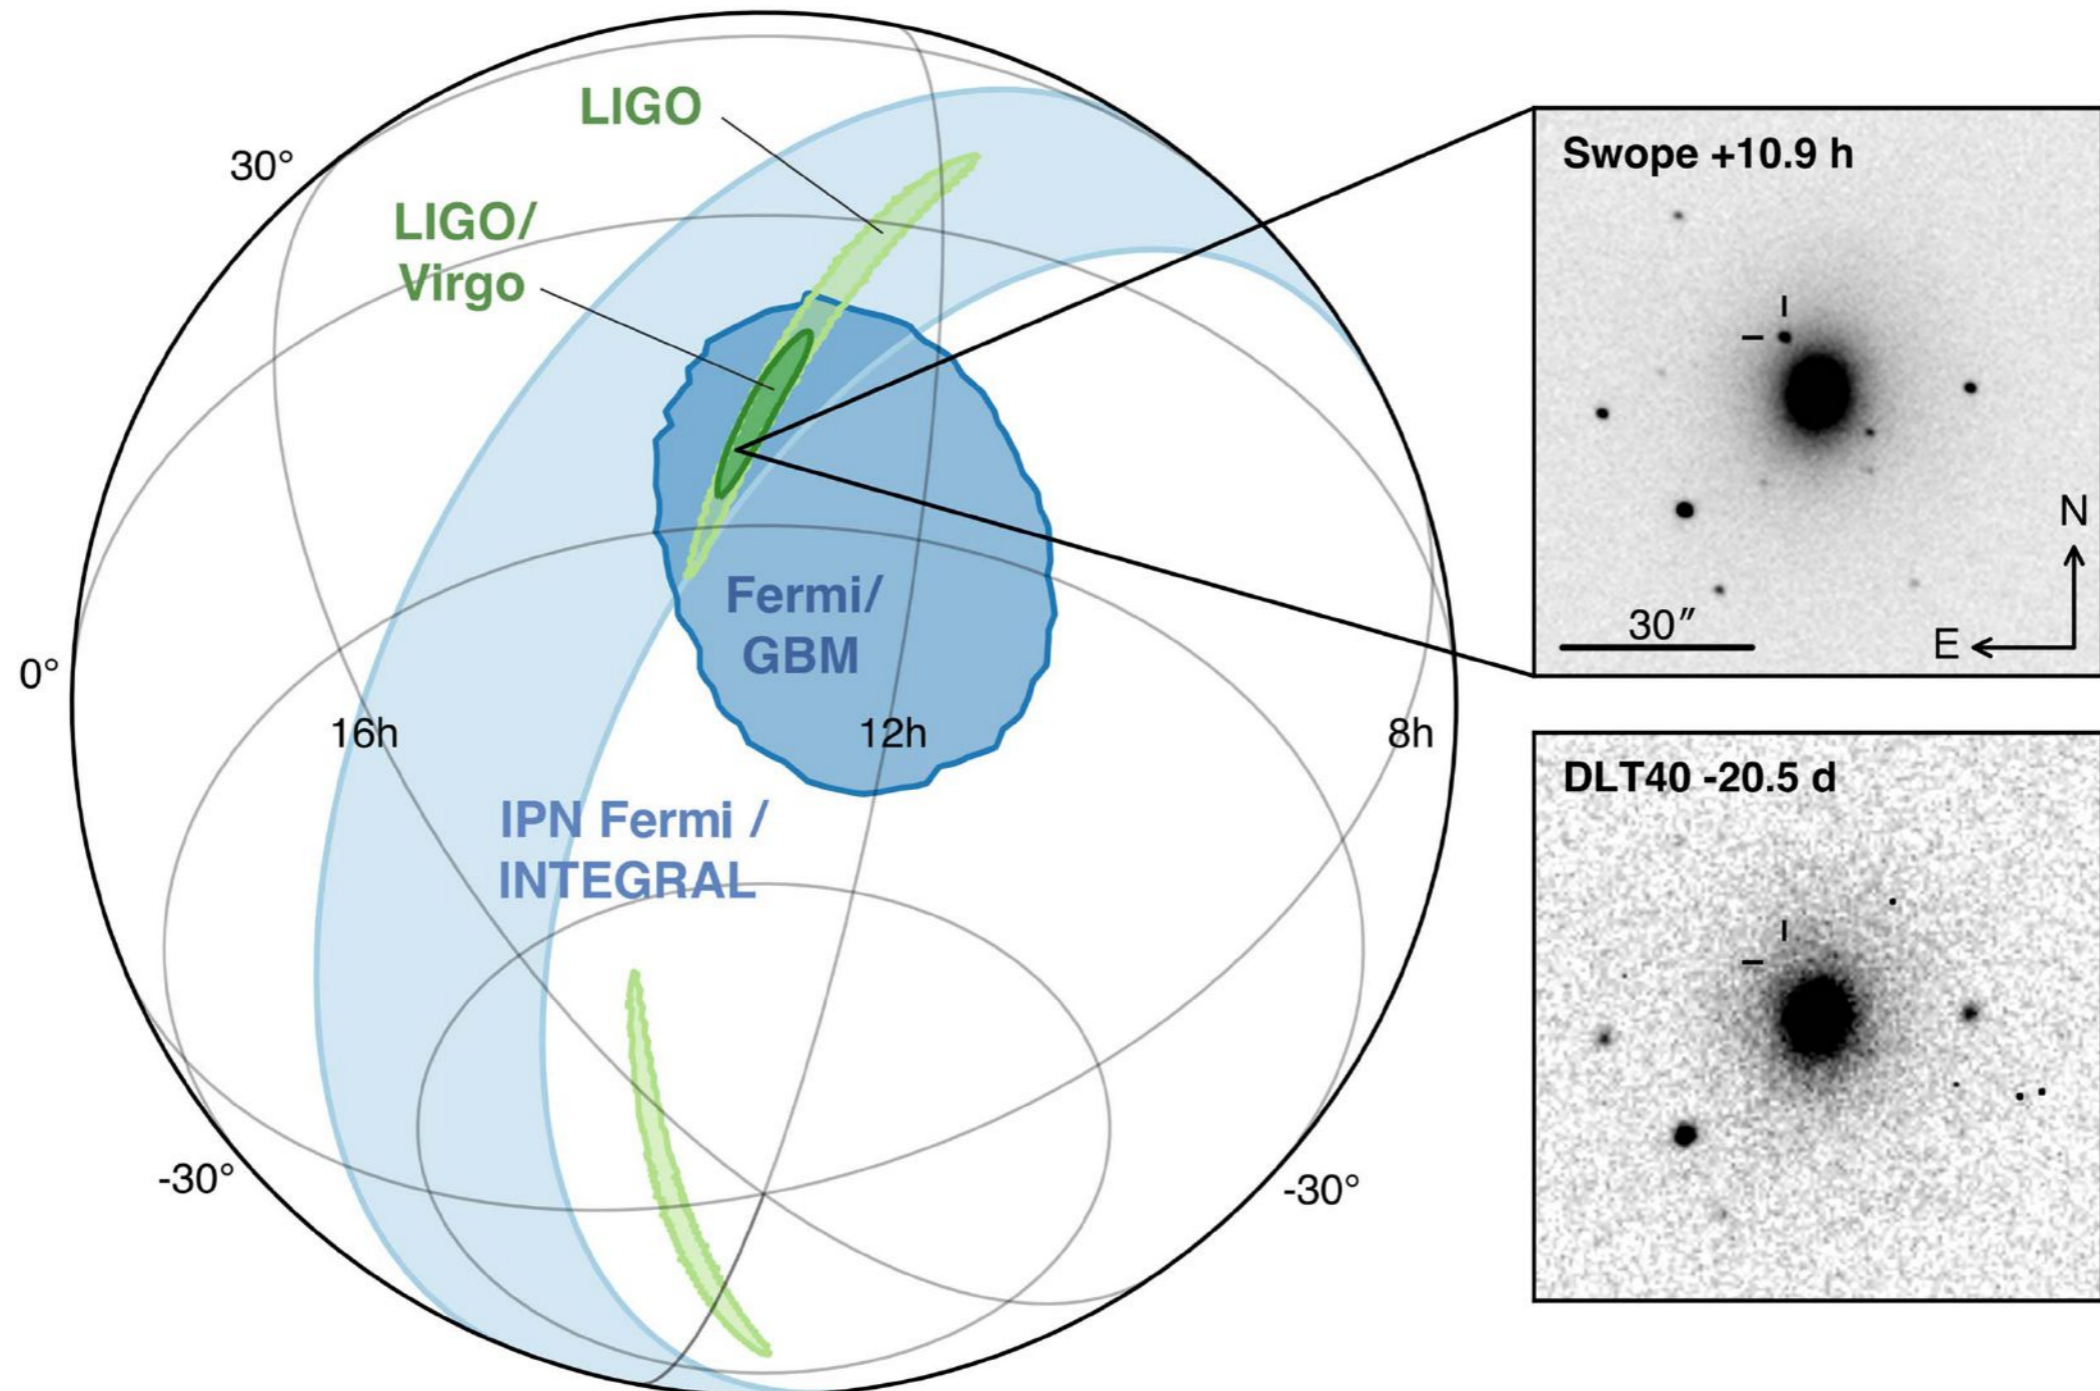 LIGO
30°
LIGO/
Virgo
0°
16h
12h
8h
Fermi/
GBM
IPN Fermi /
INTEGRAL
-30°
-30°
Swope +10.9 h
30″
N
E
DLT40 -20.5 d